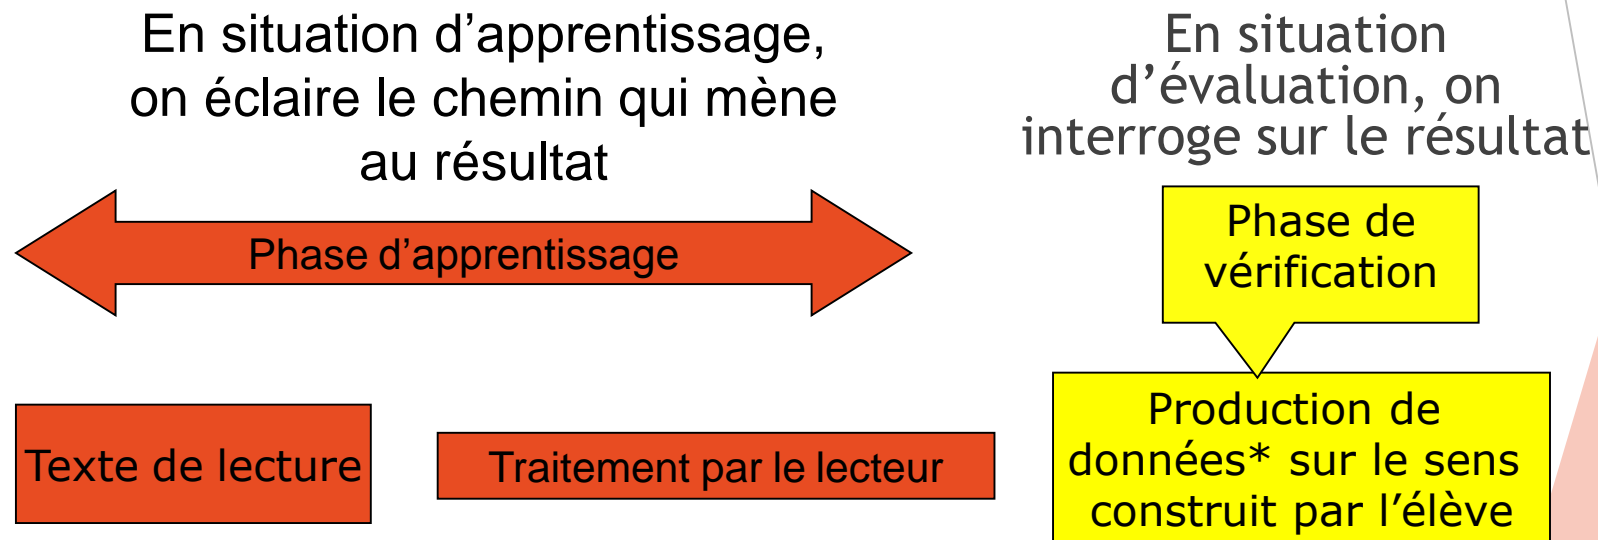 En situation d’apprentissage,
on éclaire le chemin qui mène
au résultat
Phase d’apprentissage
Texte de lecture
Traitement par le lecteur
En situation
d’évaluation, on
interroge sur le résultat
Phase de
vérification
Production de
données* sur le sens
construit par l’élève